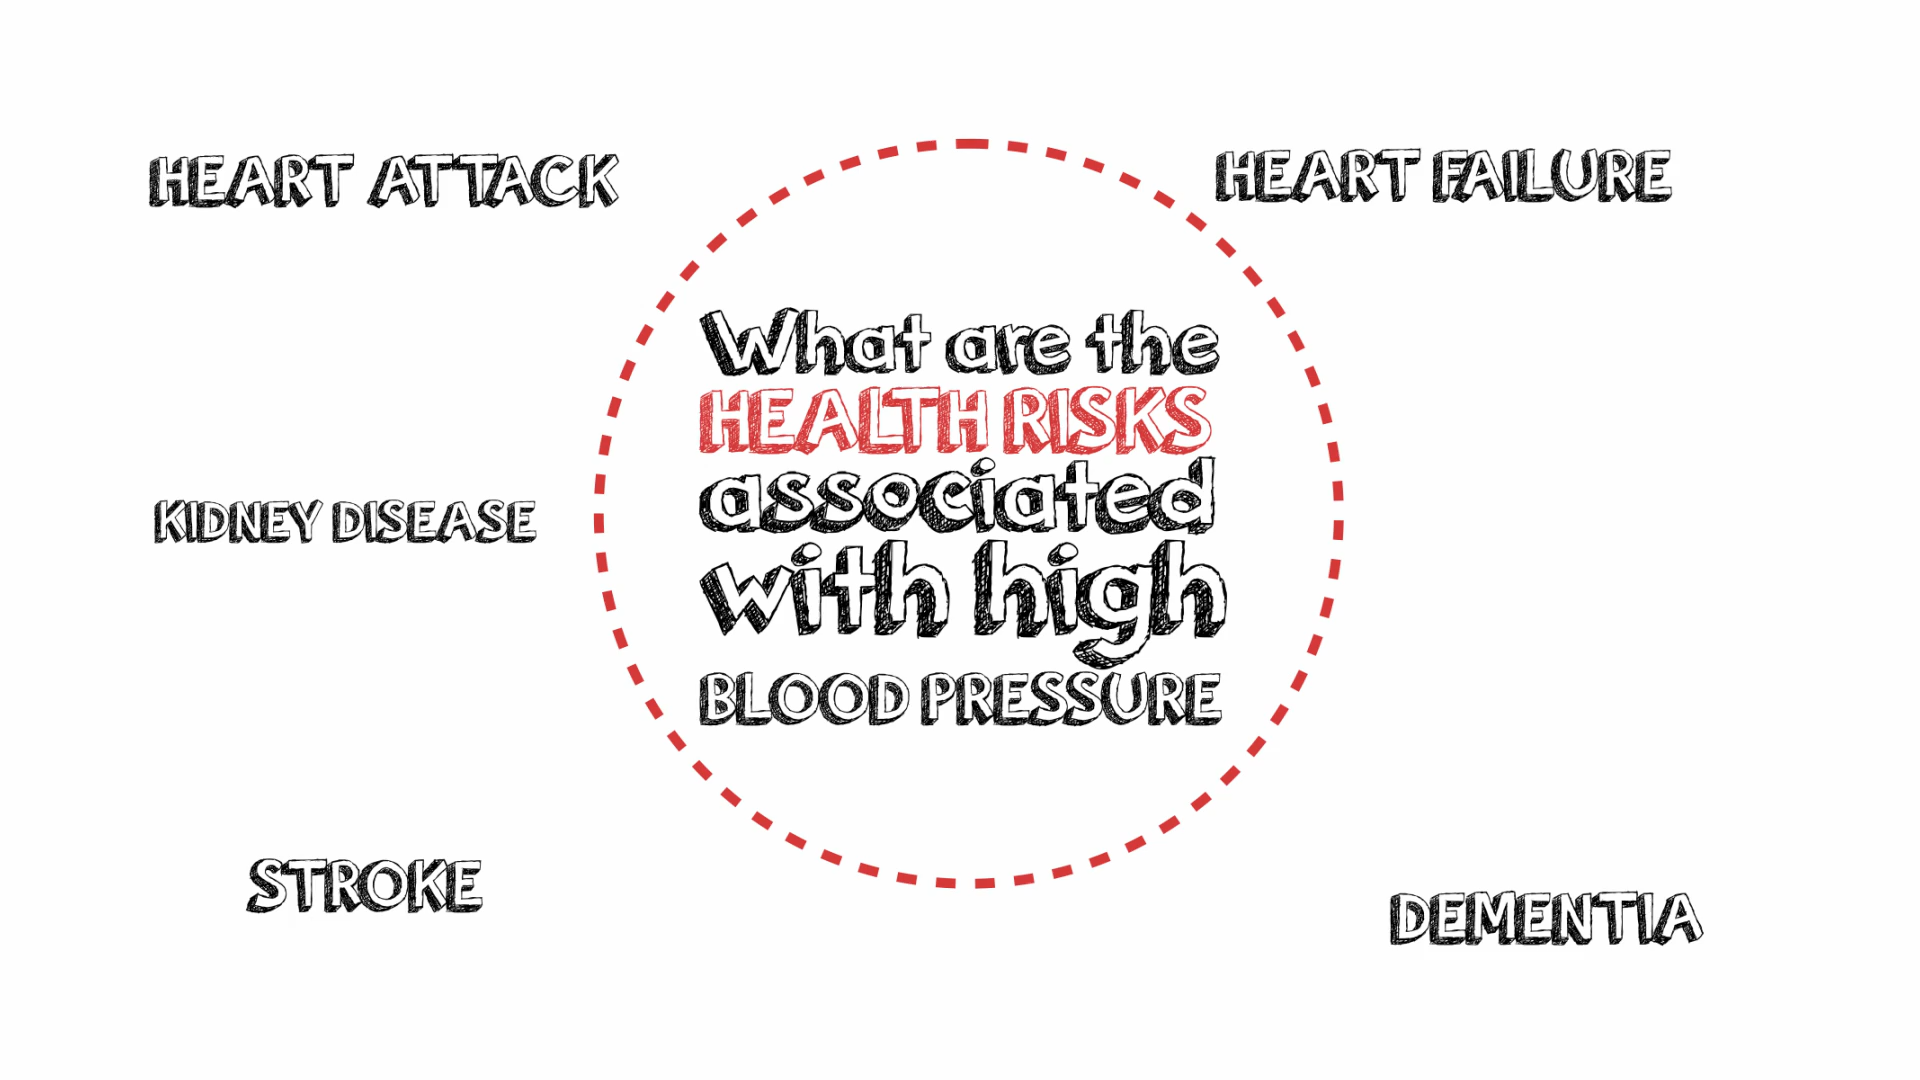 HEART ATTACK
HEART FAILURE
What are the
HEALTH RISKS
associated
with high
BLOOD PRESSURE
KIDNEY DISEASE
STROKE
DEMENTIA